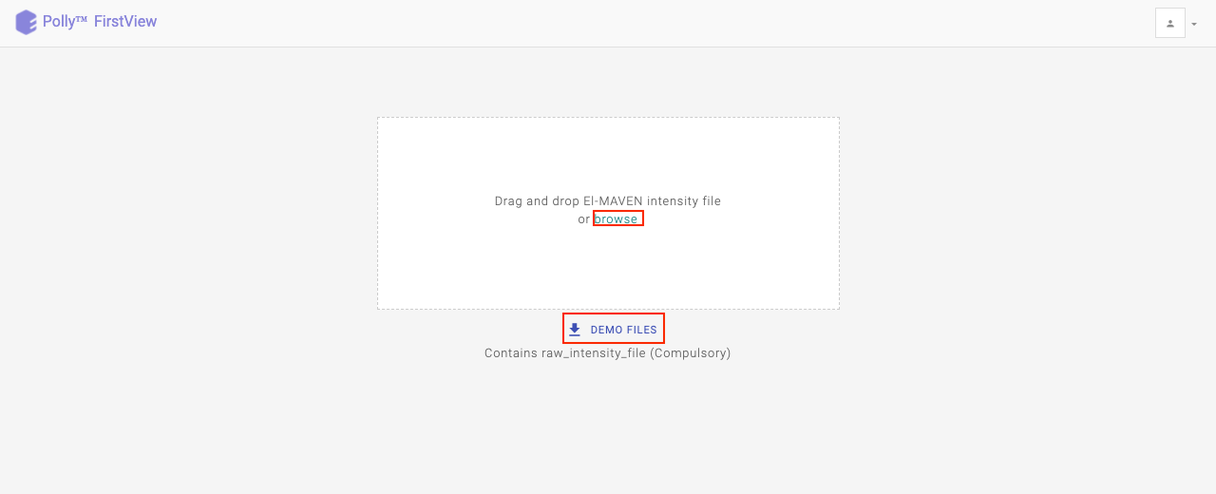 Polly™ FirstView
Drag and drop El-MAVEN intensity file
or browse
DEMO FILES
Contains raw_intensity_file (Compulsory)